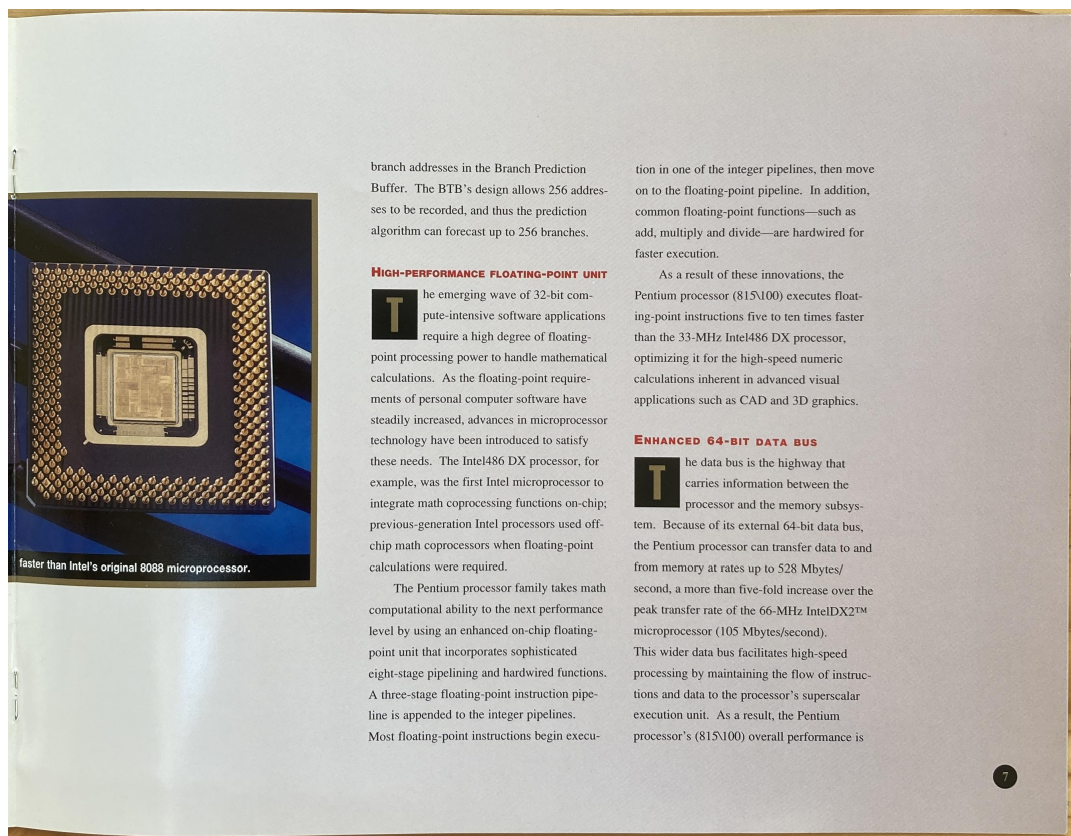 faster than Intel's original 8088 microprocessor.
branch addresses in the Branch Prediction
Buffer. The BTB's design allows 256 addres-
ses to be recorded, and thus the prediction
algorithm can forecast up to 256 branches.
HIGH-PERFORMANCE FLOATING-POINT UNIT
The emerging wave of 32-bit com-
pute-intensive software applications
require a high degree of floating-
point processing power to handle mathematical
calculations. As the floating-point require-
ments of personal computer software have
steadily increased, advances in microprocessor
technology have been introduced to satisfy
these needs. The Intel486 DX processor, for
example, was the first Intel microprocessor to
integrate math coprocessing functions on-chip;
previous-generation Intel processors used off-
chip math coprocessors when floating-point
calculations were required.
The Pentium processor family takes math
computational ability to the next performance
level by using an enhanced on-chip floating-
point unit that incorporates sophisticated
eight-stage pipelining and hardwired functions.
A three-stage floating-point instruction pipe-
line is appended to the integer pipelines.
Most floating-point instructions begin execu-
tion in one of the integer pipelines, then move
on to the floating-point pipeline. In addition,
common floating-point functions—such as
add, multiply and divide—are hardwired for
faster execution.
As a result of these innovations, the
Pentium processor (815\100) executes float-
ing-point instructions five to ten times faster
than the 33-MHz Intel486 DX processor,
optimizing it for the high-speed numeric
calculations inherent in advanced visual
applications such as CAD and 3D graphics.
ENHANCED 64-BIT DATA BUS
The data bus is the highway that
carries information between the
processor and the memory subsys-
tem. Because of its external 64-bit data bus,
the Pentium processor can transfer data to and
from memory at rates up to 528 Mbytes/
second, a more than five-fold increase over the
peak transfer rate of the 66-MHz IntelDX2™
microprocessor (105 Mbytes/second).
This wider data bus facilitates high-speed
processing by maintaining the flow of instruc-
tions and data to the processor's superscalar
execution unit. As a result, the Pentium
processor's (815\100) overall performance is
7